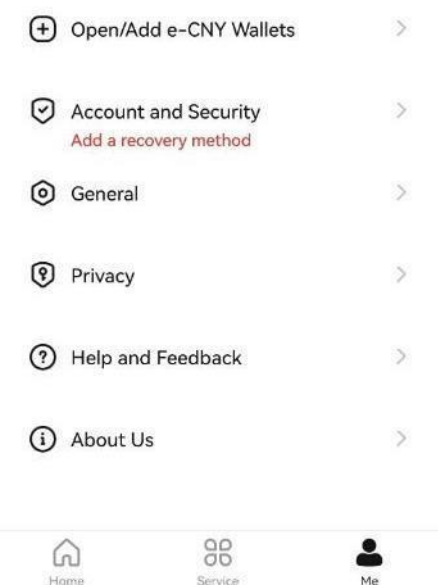 Open/Add e-CNY Wallets
Account and Security
Add a recovery method
General
Privacy
Help and Feedback
About Us
Home
Service
Me